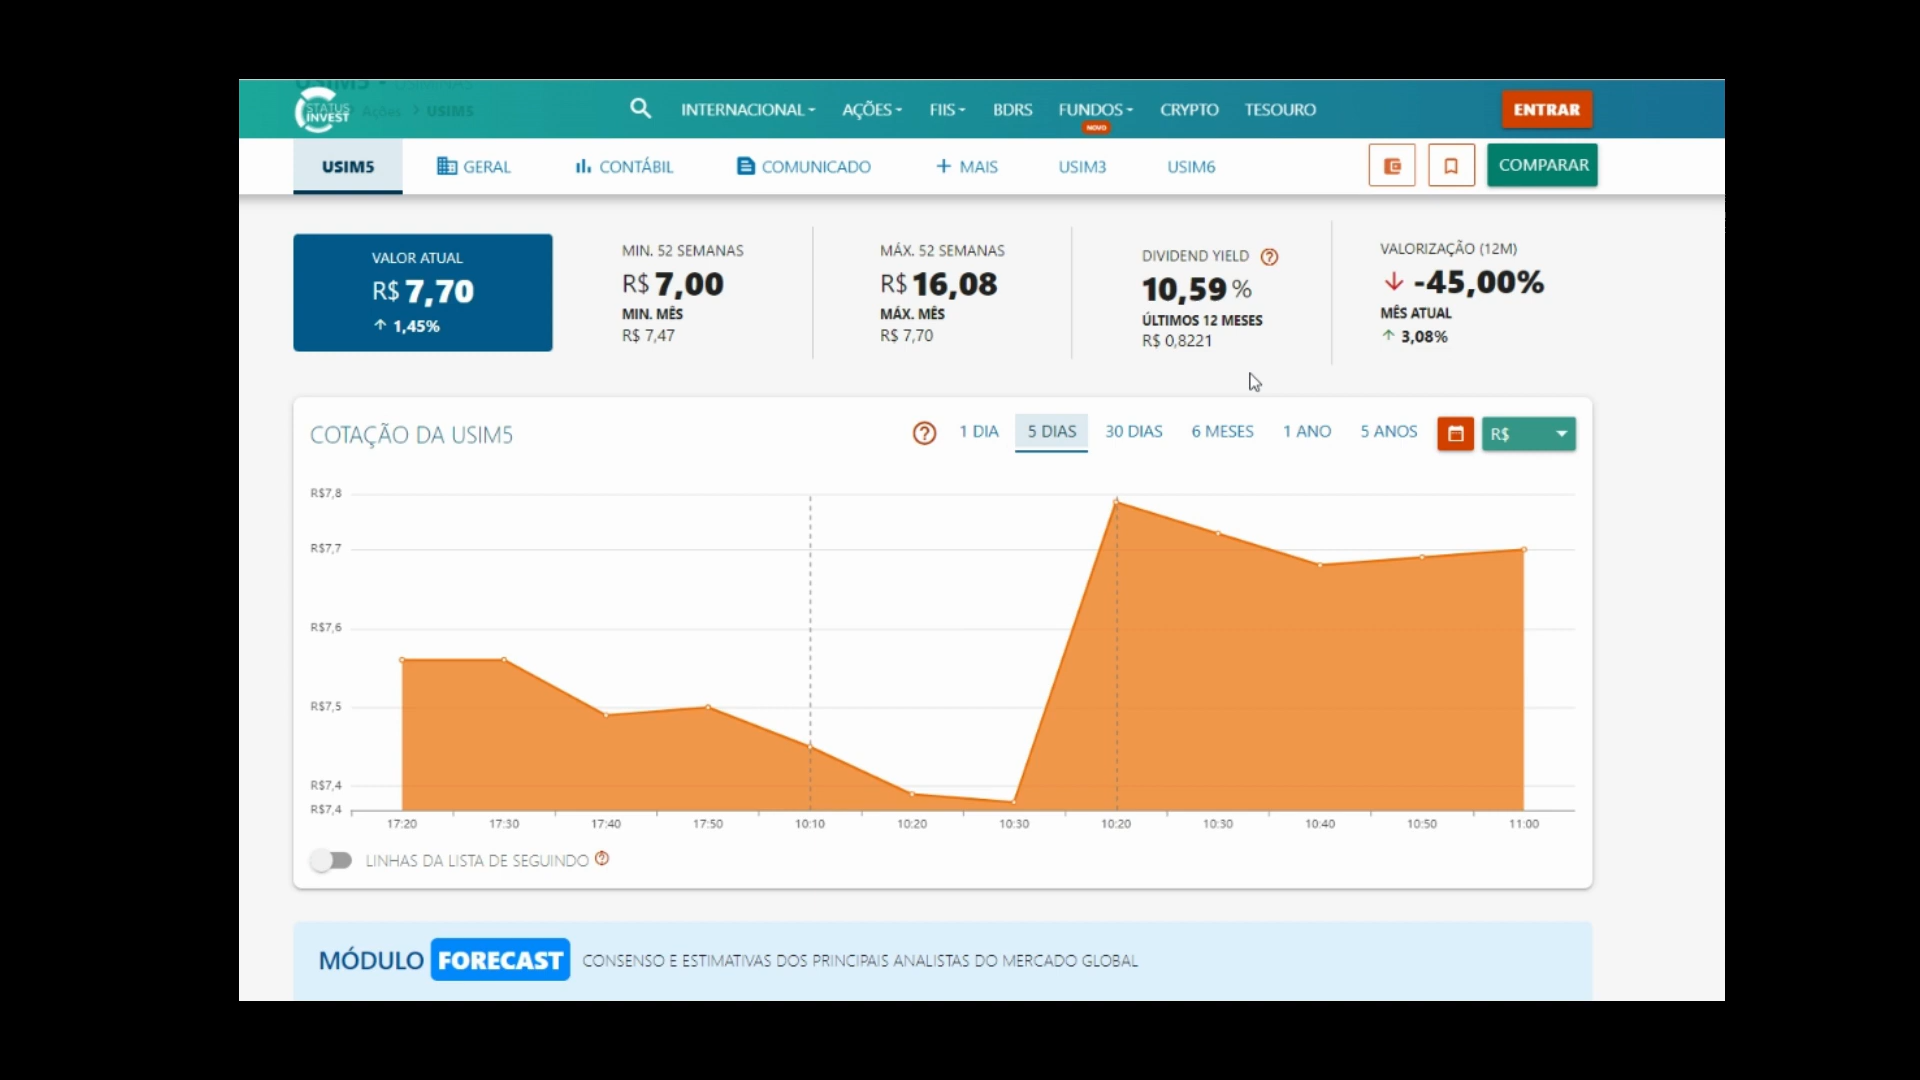 USIM5 - USIMINAS
STATUS INVEST
Ações > USIM5
INTERNACIONAL
AÇÕES
FIIS
BDRS
FUNDOS
NOVO
CRYPTO
TESOURO
ENTRAR
USIM5
GERAL
CONTÁBIL
COMUNICADO
+ MAIS
USIM3
USIM6
COMPARAR
VALOR ATUAL
R$ 7,70
↑ 1,45%
MIN. 52 SEMANAS
R$ 7,00
MIN. MÊS
R$ 7,47
MÁX. 52 SEMANAS
R$ 16,08
MÁX. MÊS
R$ 7,70
DIVIDEND YIELD ?
10,59 %
ÚLTIMOS 12 MESES
R$ 0,8221
VALORIZAÇÃO (12M)
↓ -45,00%
MÊS ATUAL
↑ 3,08%
COTAÇÃO DA USIM5
?
1 DIA
5 DIAS
30 DIAS
6 MESES
1 ANO
5 ANOS
R$
R$7,8
R$7,7
R$7,6
R$7,5
R$7,4
R$7,4
17:20 17:30 17:40 17:50 10:10 10:20 10:30 10:20 10:30 10:40 10:50 11:00
LINHAS DA LISTA DE SEGUINDO ?
MÓDULO FORECAST CONSENSO E ESTIMATIVAS DOS PRINCIPAIS ANALISTAS DO MERCADO GLOBAL